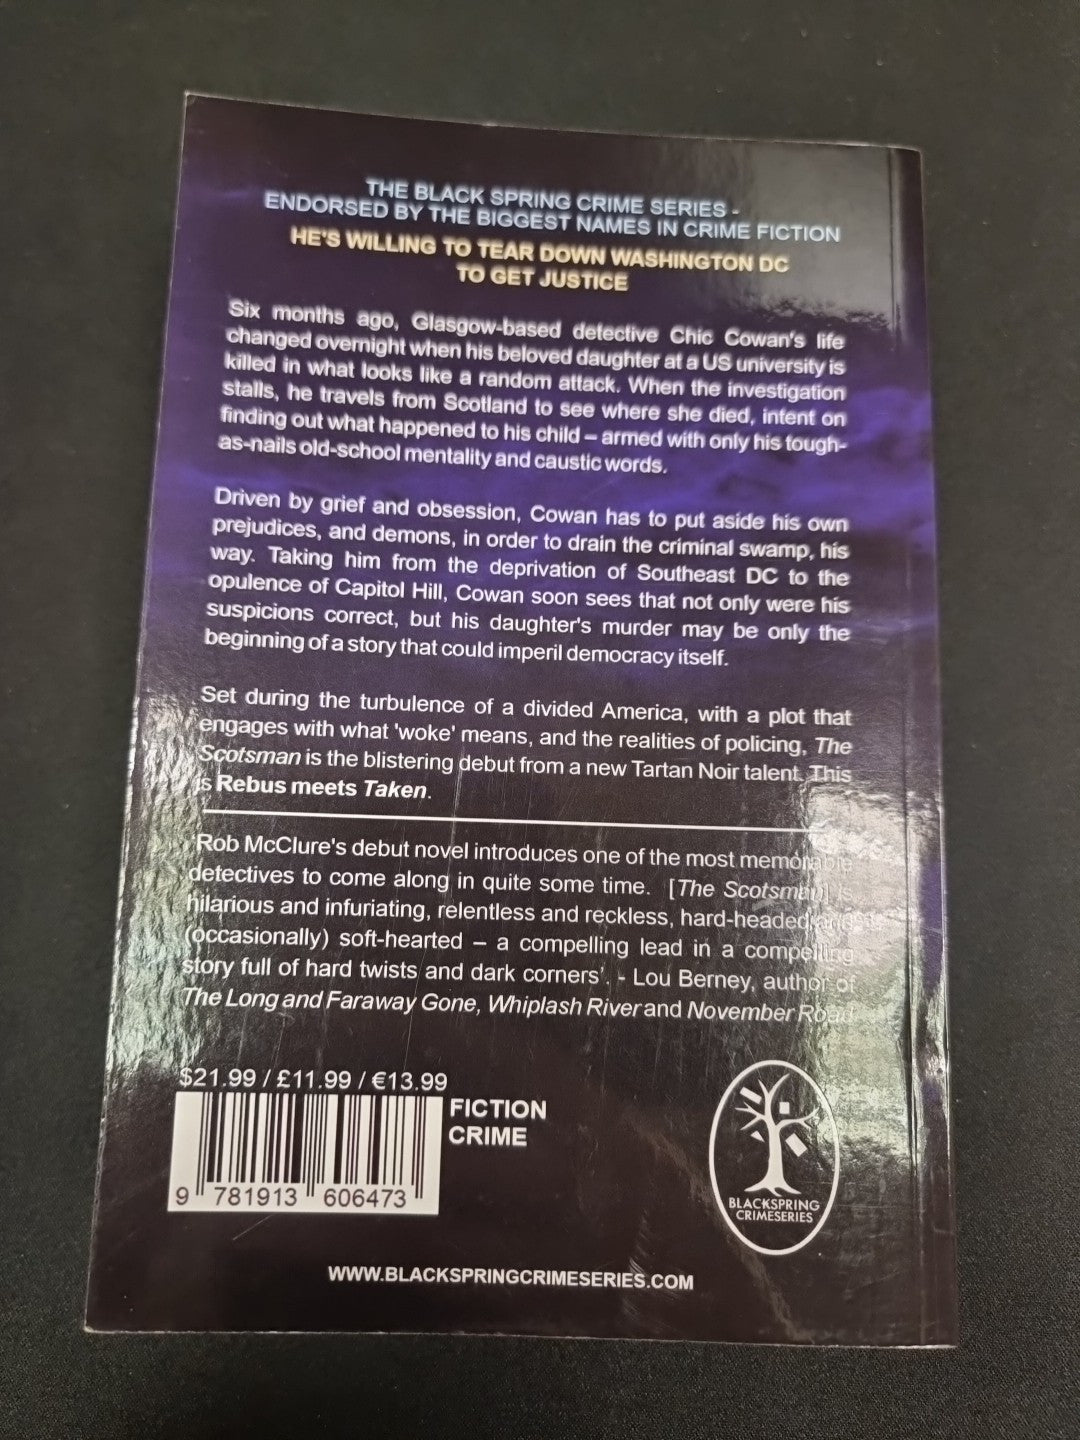 THE BLACK SPRING CRIME SERIES -
ENDORSED BY THE BIGGEST NAMES IN CRIME FICTION
HE'S WILLING TO TEAR DOWN WASHINGTON DC
TO GET JUSTICE
Six months ago, Glasgow-based detective Chic Cowan's life
changed overnight when his beloved daughter at a US university is
killed in what looks like a random attack. When the investigation
stalls, he travels from Scotland to see where she died, intent on
finding out what happened to his child – armed with only his tough-
as-nails old-school mentality and caustic words.
Driven by grief and obsession, Cowan has to put aside his own
prejudices, and demons, in order to drain the criminal swamp, his
way. Taking him from the deprivation of Southeast DC to the
opulence of Capitol Hill, Cowan soon sees that not only were his
suspicions correct, but his daughter's murder may be only the
beginning of a story that could imperil democracy itself.
Set during the turbulence of a divided America, with a plot that
engages with what 'woke' means, and the realities of policing, The
Scotsman is the blistering debut from a new Tartan Noir talent. This
is Rebus meets Taken.
'Rob McClure's debut novel introduces one of the most memorable
detectives to come along in quite some time. [The Scotsman] is
hilarious and infuriating, relentless and reckless, hard-headed and
(occasionally) soft-hearted – a compelling lead in a compelling
story full of hard twists and dark corners'. - Lou Berney, author of
The Long and Faraway Gone, Whiplash River and November Road
$21.99 / £11.99 / €13.99
FICTION
CRIME
9 781913 606473
BLACKSPRING
CRIMESERIES
WWW.BLACKSPRINGCRIMESERIES.COM